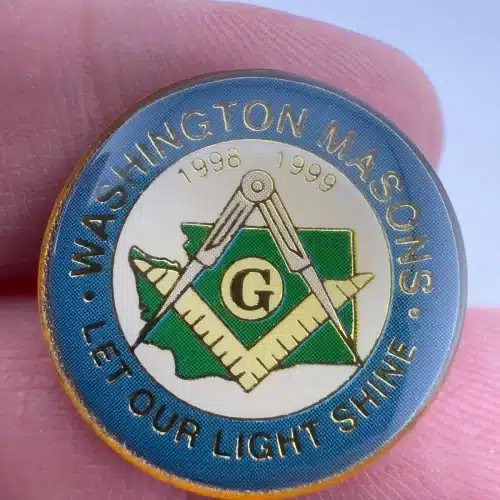 · WASHINGTON MASONS ·
1998 1999
G
LET OUR LIGHT SHINE